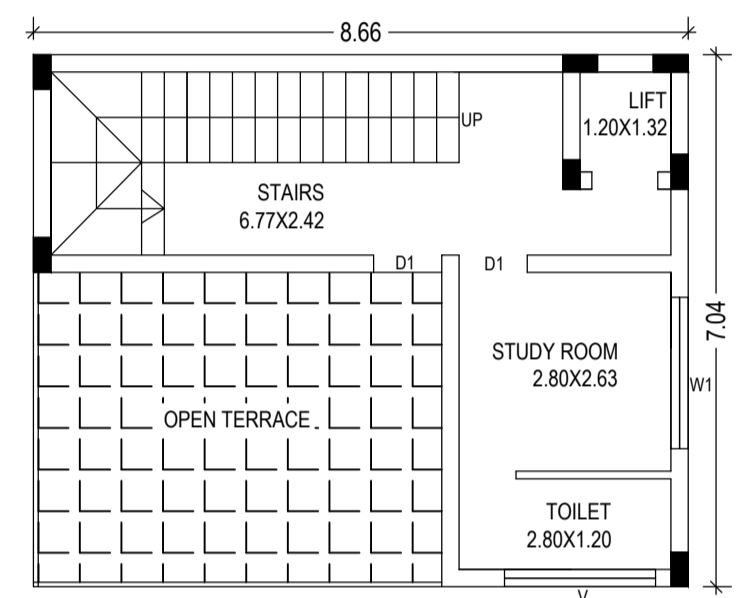 8.66
LIFT
1.20X1.32
UP
STAIRS
6.77X2.42
D1
D1
7.04
STUDY ROOM
2.80X2.63
W1
OPEN TERRACE
TOILET
2.80X1.20
V